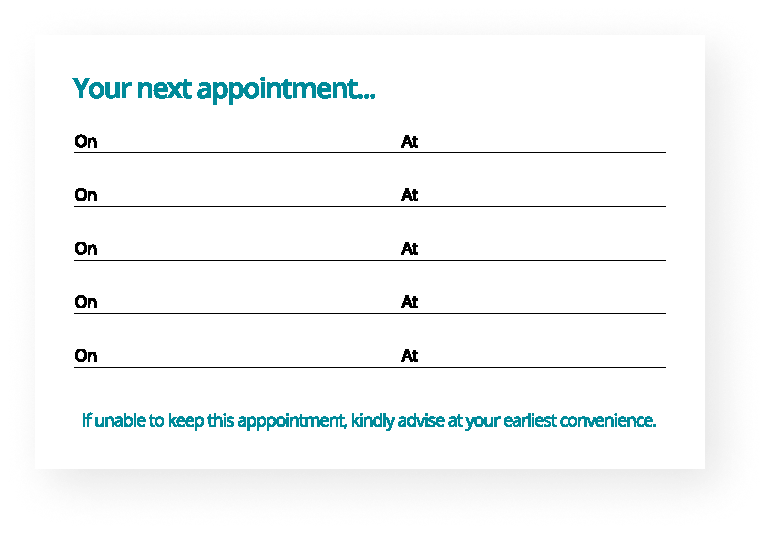 Your next appointment...
On At
On At
On At
On At
On At
If unable to keep this apppointment, kindly advise at your earliest convenience.